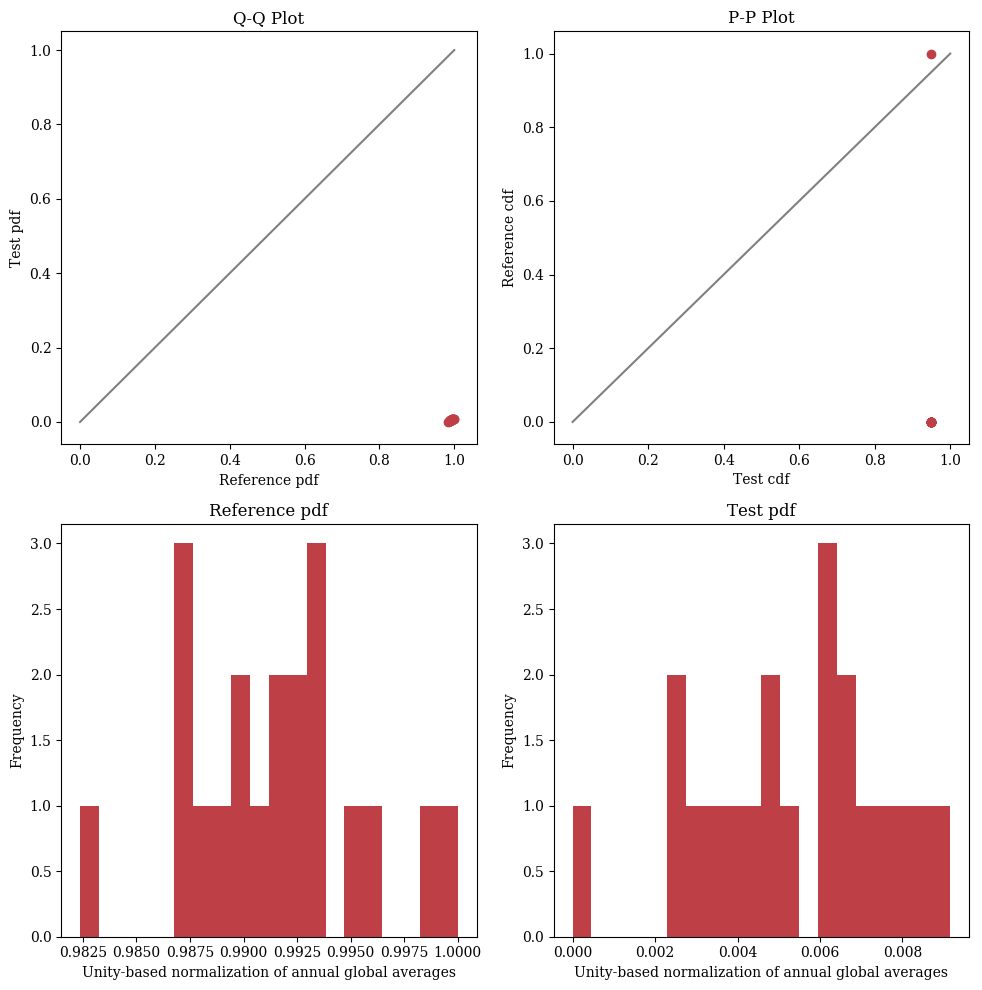 Q-Q Plot
1.0
0.8
0.6
0.4
0.2
0.0
Test pdf
0.0 0.2 0.4 0.6 0.8 1.0
Reference pdf
P-P Plot
1.0
0.8
0.6
0.4
0.2
0.0
Reference cdf
0.0 0.2 0.4 0.6 0.8 1.0
Test cdf
Reference pdf
3.0
2.5
2.0
1.5
1.0
0.5
0.0
Frequency
0.9825 0.9850 0.9875 0.9900 0.9925 0.9950 0.9975 1.0000
Unity-based normalization of annual global averages
Test pdf
3.0
2.5
2.0
1.5
1.0
0.5
0.0
Frequency
0.000 0.002 0.004 0.006 0.008
Unity-based normalization of annual global averages